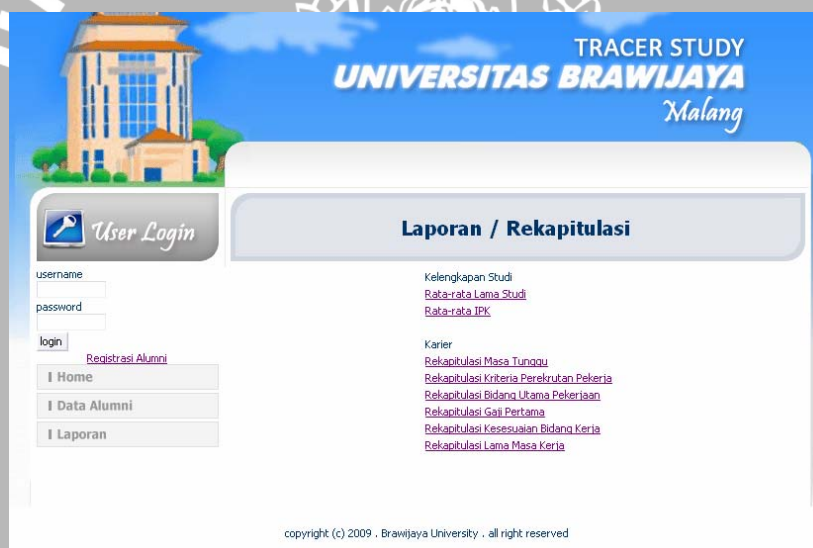 TRACER STUDY
UNIVERSITAS BRAWIJAYA
Malang
User Login
username
password
login
Registrasi Alumni
Home
Data Alumni
Laporan
Laporan / Rekapitulasi
Kelengkapan Studi
Rata-rata Lama Studi
Rata-rata IPK
Karier
Rekapitulasi Masa Tunggu
Rekapitulasi Kriteria Perekrutan Pekerja
Rekapitulasi Bidang Utama Pekerjaan
Rekapitulasi Gaji Pertama
Rekapitulasi Kesesuaian Bidang Kerja
Rekapitulasi Lama Masa Kerja
copyright (c) 2009 . Brawijaya University . all right reserved